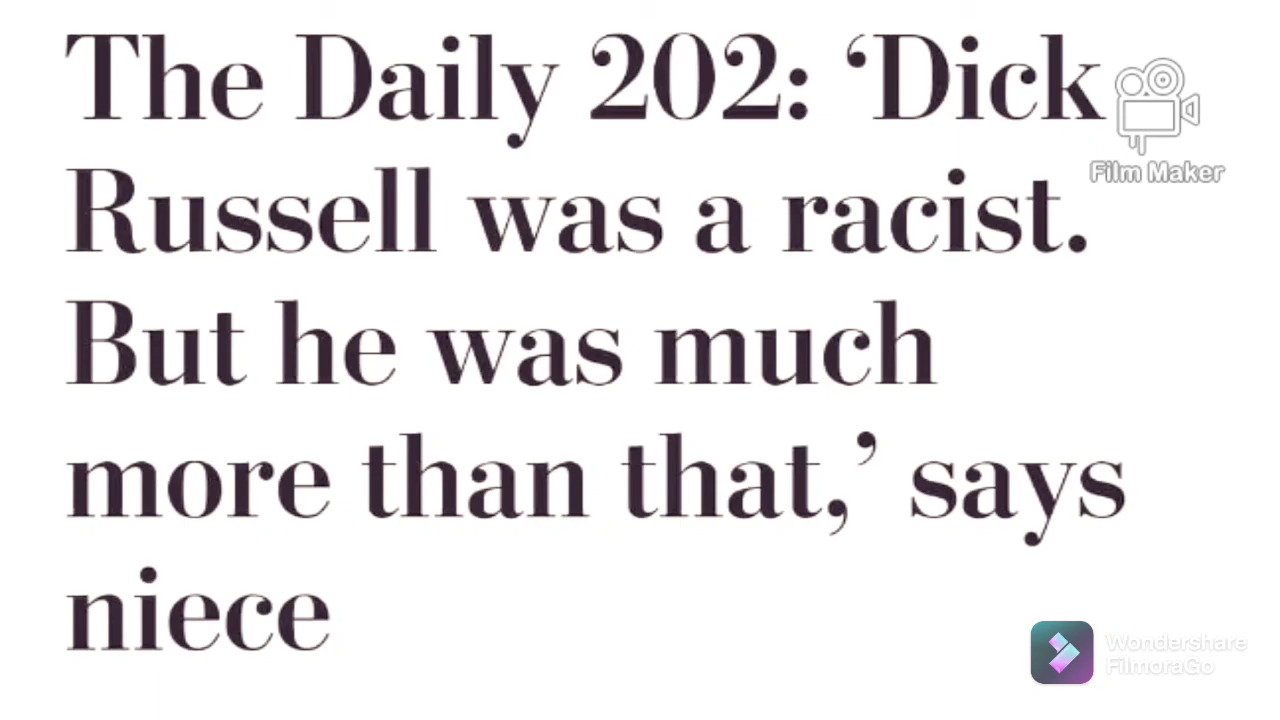 The Daily 202: ‘Dick
Film Maker
Russell was a racist.
But he was much
more than that,’ says
niece
Wondershare
FilmoraGo